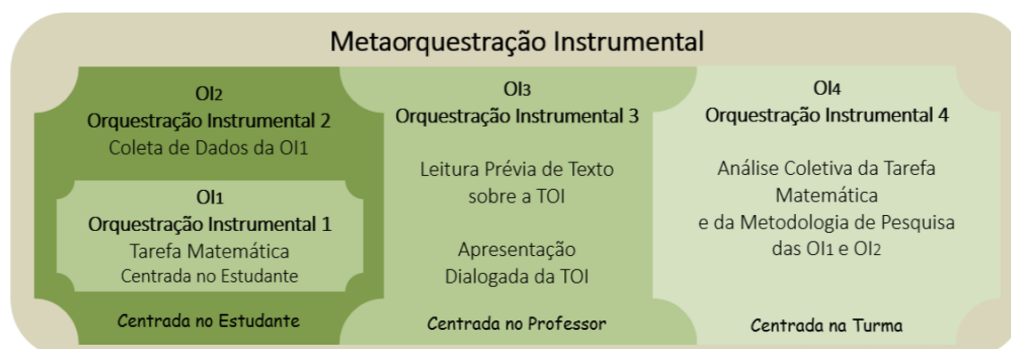 Metaorquestração Instrumental
OI2
Orquestração Instrumental 2
Coleta de Dados da OI1
OI1
Orquestração Instrumental 1
Tarefa Matemática
Centrada no Estudante
Centrada no Estudante
OI3
Orquestração Instrumental 3
Leitura Prévia de Texto
sobre a TOI
Apresentação
Dialogada da TOI
Centrada no Professor
OI4
Orquestração Instrumental 4
Análise Coletiva da Tarefa
Matemática
e da Metodologia de Pesquisa
das OI1 e OI2
Centrada na Turma